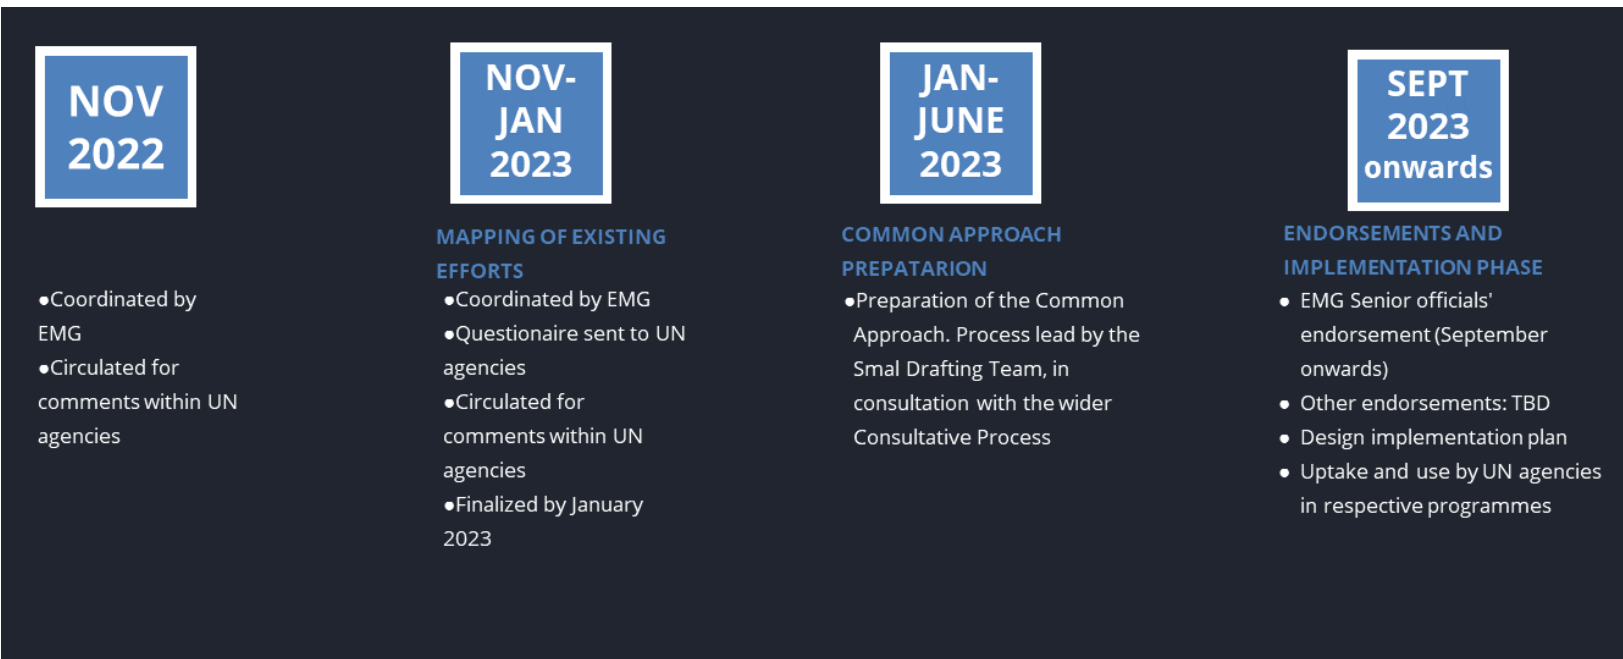 NOV
2022
●Coordinated by
EMG
●Circulated for
comments within UN
agencies
NOV-
JAN
2023
MAPPING OF EXISTING
EFFORTS
●Coordinated by EMG
●Questionaire sent to UN
agencies
●Circulated for
comments within UN
agencies
●Finalized by January
2023
JAN-
JUNE
2023
COMMON APPROACH
PREPATARION
●Preparation of the Common
Approach. Process lead by the
Smal Drafting Team, in
consultation with the wider
Consultative Process
SEPT
2023
onwards
ENDORSEMENTS AND
IMPLEMENTATION PHASE
● EMG Senior officials'
endorsement (September
onwards)
● Other endorsements: TBD
● Design implementation plan
● Uptake and use by UN agencies
in respective programmes